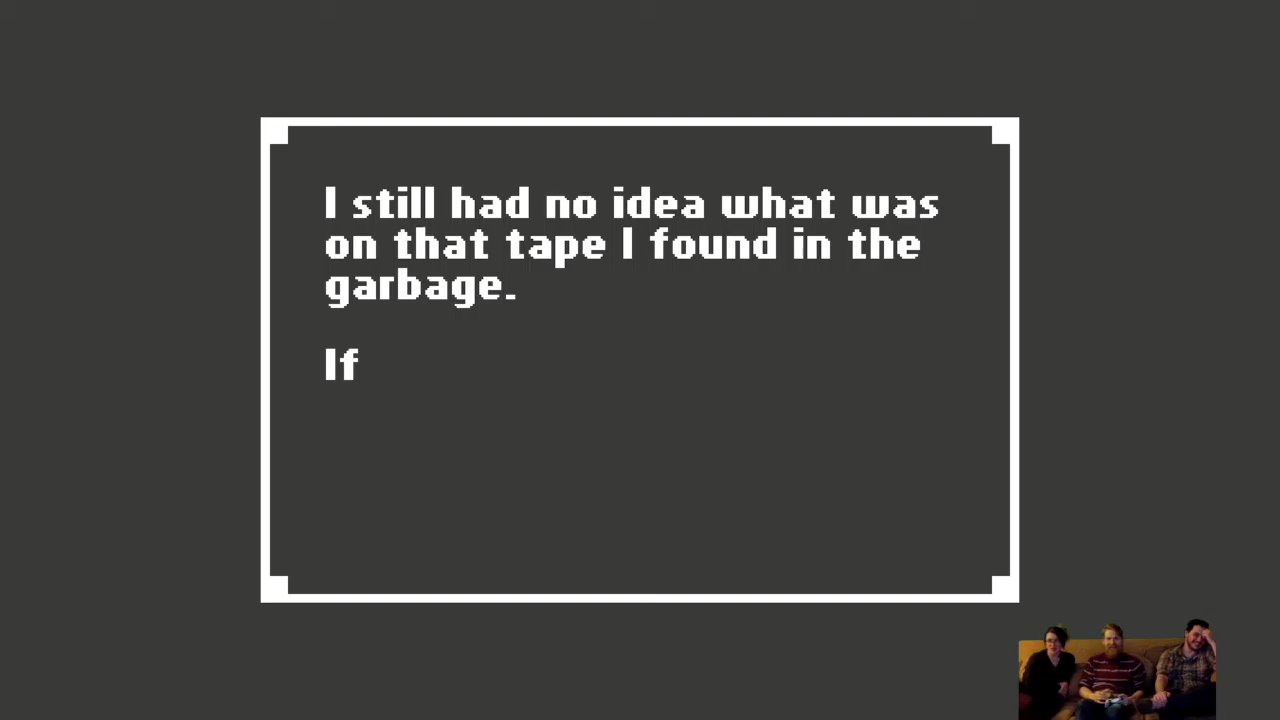 I still had no idea what was
on that tape I found in the
garbage.
If